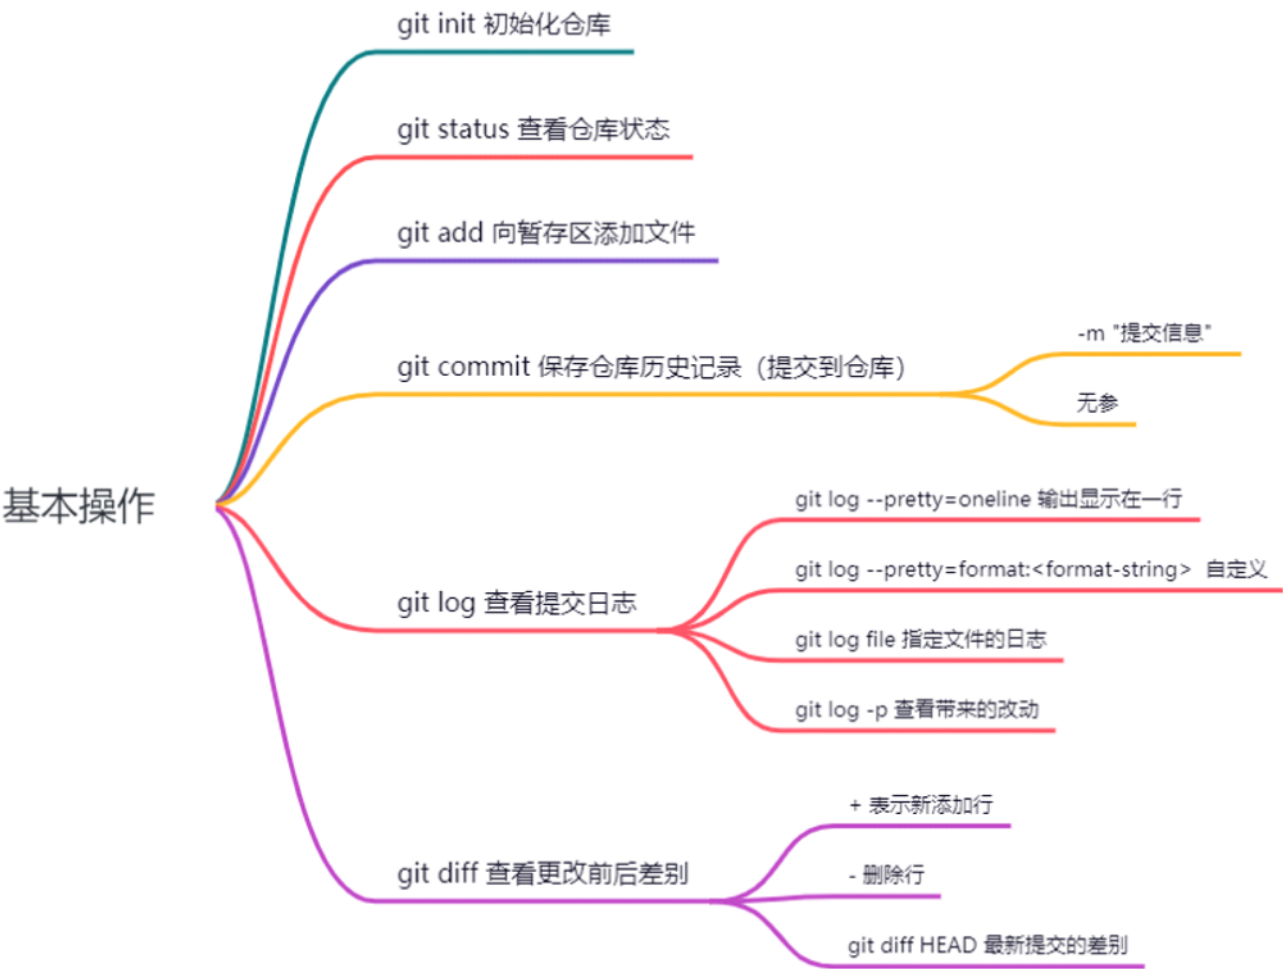 基本操作
git init 初始化仓库
git status 查看仓库状态
git add 向暂存区添加文件
git commit 保存仓库历史记录（提交到仓库）
-m "提交信息"
无参
git log 查看提交日志
git log --pretty=oneline 输出显示在一行
git log --pretty=format:<format-string> 自定义
git log file 指定文件的日志
git log -p 查看带来的改动
git diff 查看更改前后差别
+ 表示新添加行
- 删除行
git diff HEAD 最新提交的差别